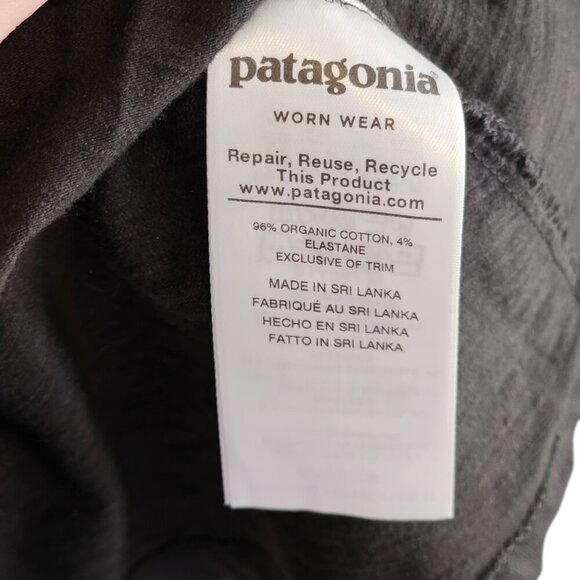 patagonia®
WORN WEAR
Repair, Reuse, Recycle
This Product
www.patagonia.com
96% ORGANIC COTTON, 4%
ELASTANE
EXCLUSIVE OF TRIM
MADE IN SRI LANKA
FABRIQUÉ AU SRI LANKA
HECHO EN SRI LANKA
FATTO IN SRI LANKA